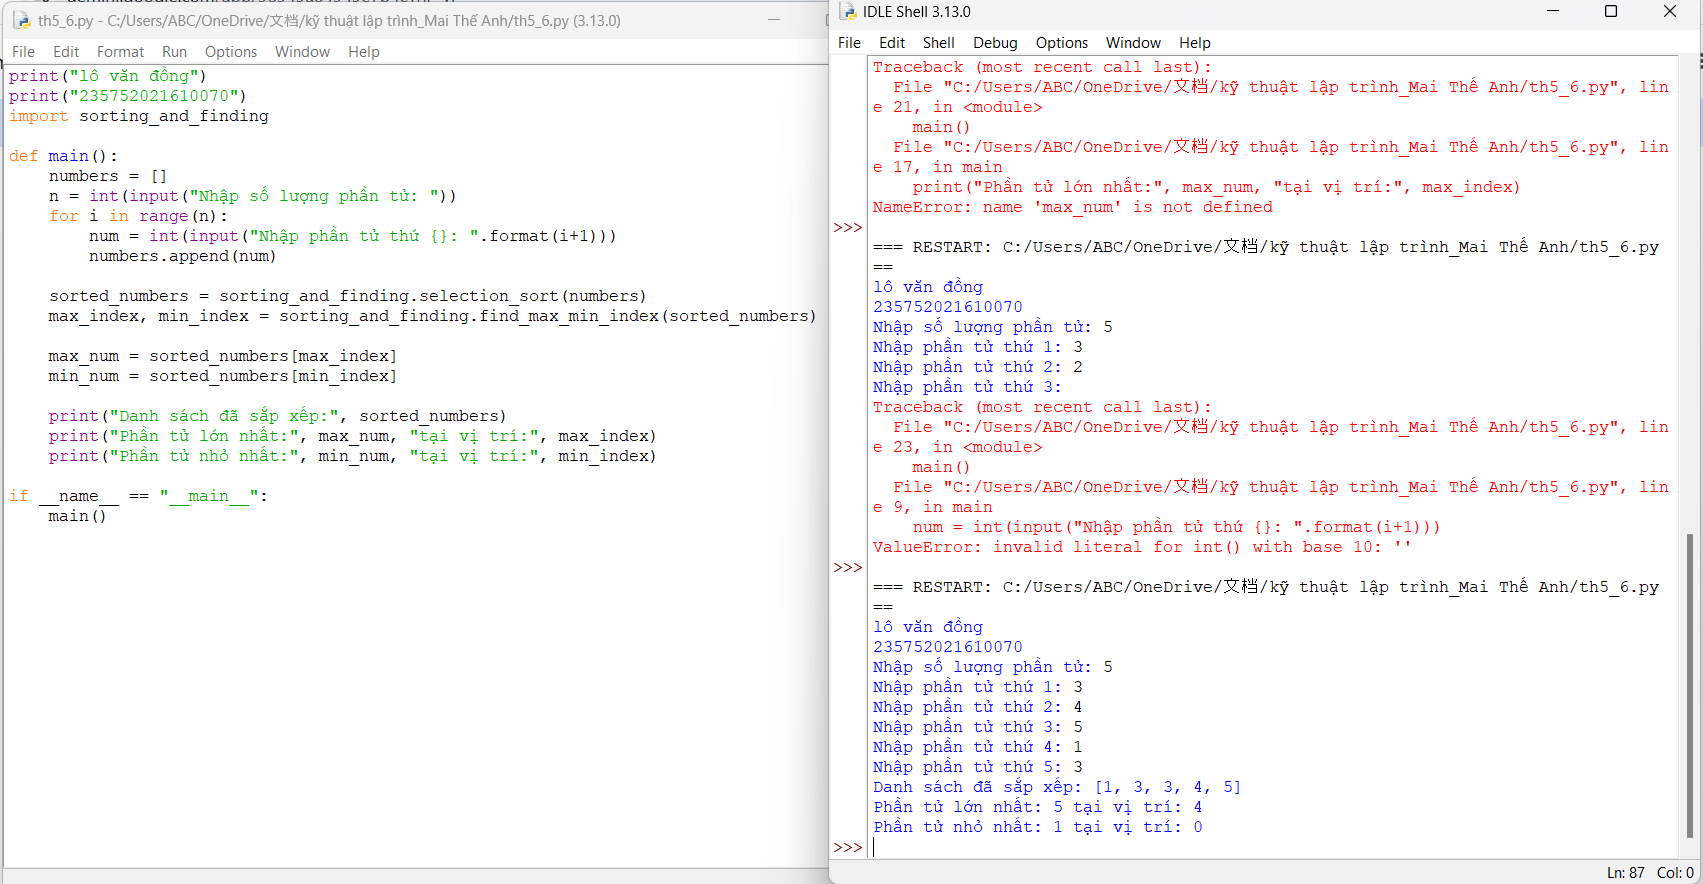 th5_6.py - C:/Users/ABC/OneDrive/文档/kỹ thuật lập trình_Mai Thế Anh/th5_6.py (3.13.0)
File Edit Format Run Options Window Help
print("lô văn đồng")
print("235752021610070")
import sorting_and_finding
def main():
    numbers = []
    n = int(input("Nhập số lượng phần tử: "))
    for i in range(n):
        num = int(input("Nhập phần tử thứ {}: ".format(i+1)))
        numbers.append(num)
    sorted_numbers = sorting_and_finding.selection_sort(numbers)
    max_index, min_index = sorting_and_finding.find_max_min_index(sorted_numbers)
    max_num = sorted_numbers[max_index]
    min_num = sorted_numbers[min_index]
    print("Danh sách đã sắp xếp:", sorted_numbers)
    print("Phần tử lớn nhất:", max_num, "tại vị trí:", max_index)
    print("Phần tử nhỏ nhất:", min_num, "tại vị trí:", min_index)
if __name__ == "__main__":
    main()
IDLE Shell 3.13.0
File Edit Shell Debug Options Window Help
Traceback (most recent call last):
  File "C:/Users/ABC/OneDrive/文档/kỹ thuật lập trình_Mai Thế Anh/th5_6.py", lin
e 21, in <module>
    main()
  File "C:/Users/ABC/OneDrive/文档/kỹ thuật lập trình_Mai Thế Anh/th5_6.py", lin
e 17, in main
    print("Phần tử lớn nhất:", max_num, "tại vị trí:", max_index)
NameError: name 'max_num' is not defined
>>>
=== RESTART: C:/Users/ABC/OneDrive/文档/kỹ thuật lập trình_Mai Thế Anh/th5_6.py
==
lô văn đồng
235752021610070
Nhập số lượng phần tử: 5
Nhập phần tử thứ 1: 3
Nhập phần tử thứ 2: 2
Nhập phần tử thứ 3:
Traceback (most recent call last):
  File "C:/Users/ABC/OneDrive/文档/kỹ thuật lập trình_Mai Thế Anh/th5_6.py", lin
e 23, in <module>
    main()
  File "C:/Users/ABC/OneDrive/文档/kỹ thuật lập trình_Mai Thế Anh/th5_6.py", lin
e 9, in main
    num = int(input("Nhập phần tử thứ {}: ".format(i+1)))
ValueError: invalid literal for int() with base 10: ''
>>>
=== RESTART: C:/Users/ABC/OneDrive/文档/kỹ thuật lập trình_Mai Thế Anh/th5_6.py
==
lô văn đồng
235752021610070
Nhập số lượng phần tử: 5
Nhập phần tử thứ 1: 3
Nhập phần tử thứ 2: 4
Nhập phần tử thứ 3: 5
Nhập phần tử thứ 4: 1
Nhập phần tử thứ 5: 3
Danh sách đã sắp xếp: [1, 3, 3, 4, 5]
Phần tử lớn nhất: 5 tại vị trí: 4
Phần tử nhỏ nhất: 1 tại vị trí: 0
>>>
Ln: 87 Col: 0